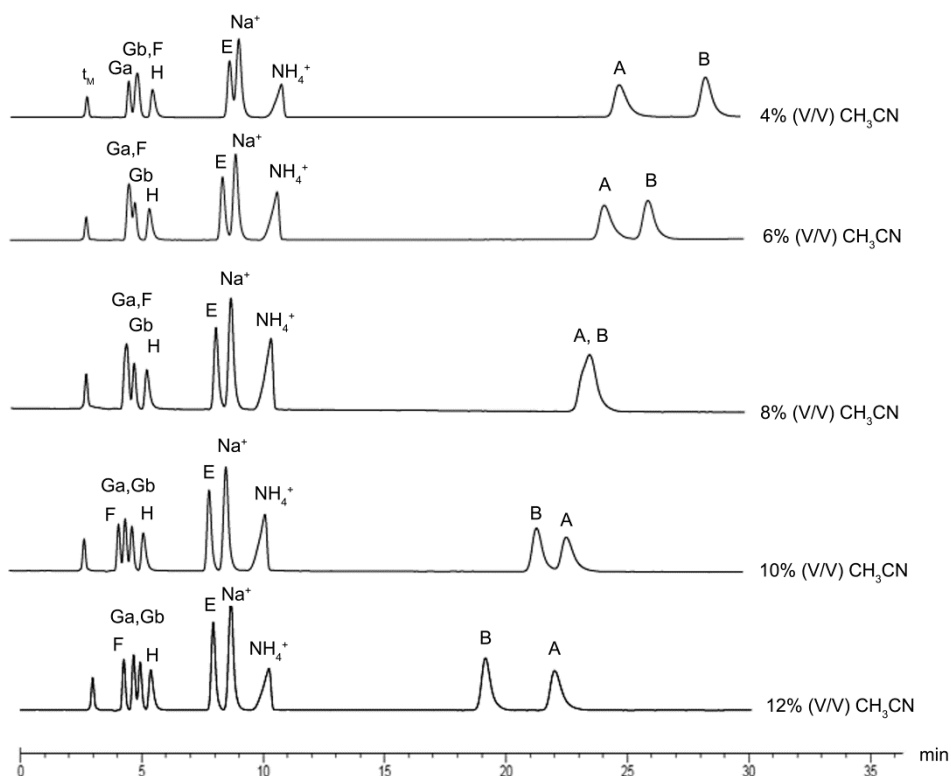 Na⁺
Gb,F
E
Ga
H
tM
NH₄⁺
A
B
4% (V/V) CH₃CN
Na⁺
Ga,F
E
Gb
NH₄⁺
H
A
B
6% (V/V) CH₃CN
Na⁺
Ga,F
E
Gb
NH₄⁺
H
A, B
8% (V/V) CH₃CN
Na⁺
E
Ga,Gb
NH₄⁺
F
H
B
A
10% (V/V) CH₃CN
Na⁺
E
Ga,Gb
F
H
NH₄⁺
B
A
12% (V/V) CH₃CN
min
0 5 10 15 20 25 30 35